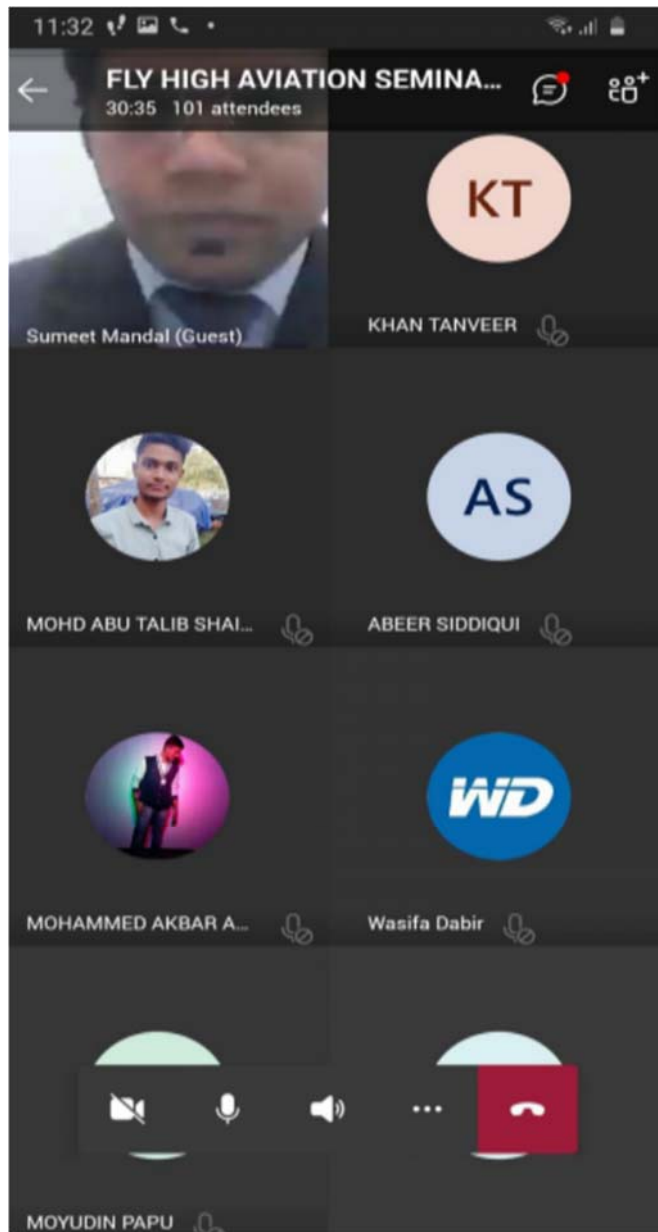 11:32
FLY HIGH AVIATION SEMINA...
30:35 101 attendees
Sumeet Mandal (Guest)
KT
KHAN TANVEER
MOHD ABU TALIB SHAI...
AS
ABEER SIDDIQUI
MOHAMMED AKBAR A...
WD
Wasifa Dabir
MOYUDIN PAPU